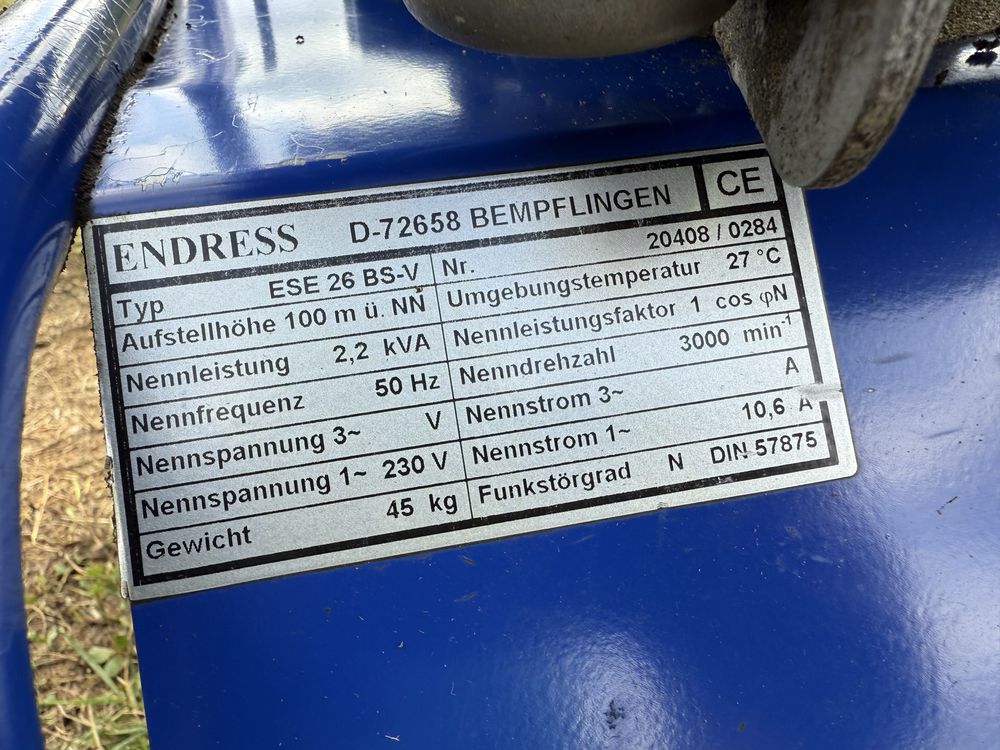 ENDRESS D-72658 BEMPFLINGEN CE
Typ ESE 26 BS-V Nr. 20408 / 0284
Aufstellhöhe 100 m ü. NN Umgebungstemperatur 27 °C
Nennleistung 2,2 kVA Nennleistungsfaktor 1 cos φN
Nennfrequenz 50 Hz Nenndrehzahl 3000 min-1
Nennspannung 3~ V Nennstrom 3~ A
Nennspannung 1~ 230 V Nennstrom 1~ 10,6 A
Gewicht 45 kg Funkstörgrad N DIN 57875